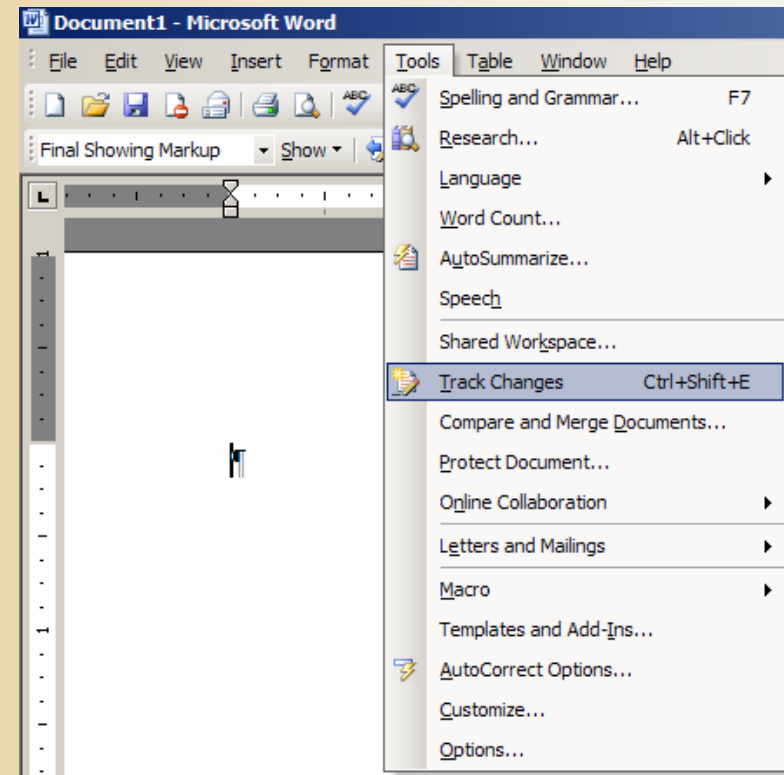 Document1 - Microsoft Word
File Edit View Insert Format Tools Table Window Help
Final Showing Markup Show
Spelling and Grammar... F7
Research... Alt+Click
Language
Word Count...
AutoSummarize...
Speech
Shared Workspace...
Track Changes Ctrl+Shift+E
Compare and Merge Documents...
Protect Document...
Online Collaboration
Letters and Mailings
Macro
Templates and Add-Ins...
AutoCorrect Options...
Customize...
Options...
¶
1
1